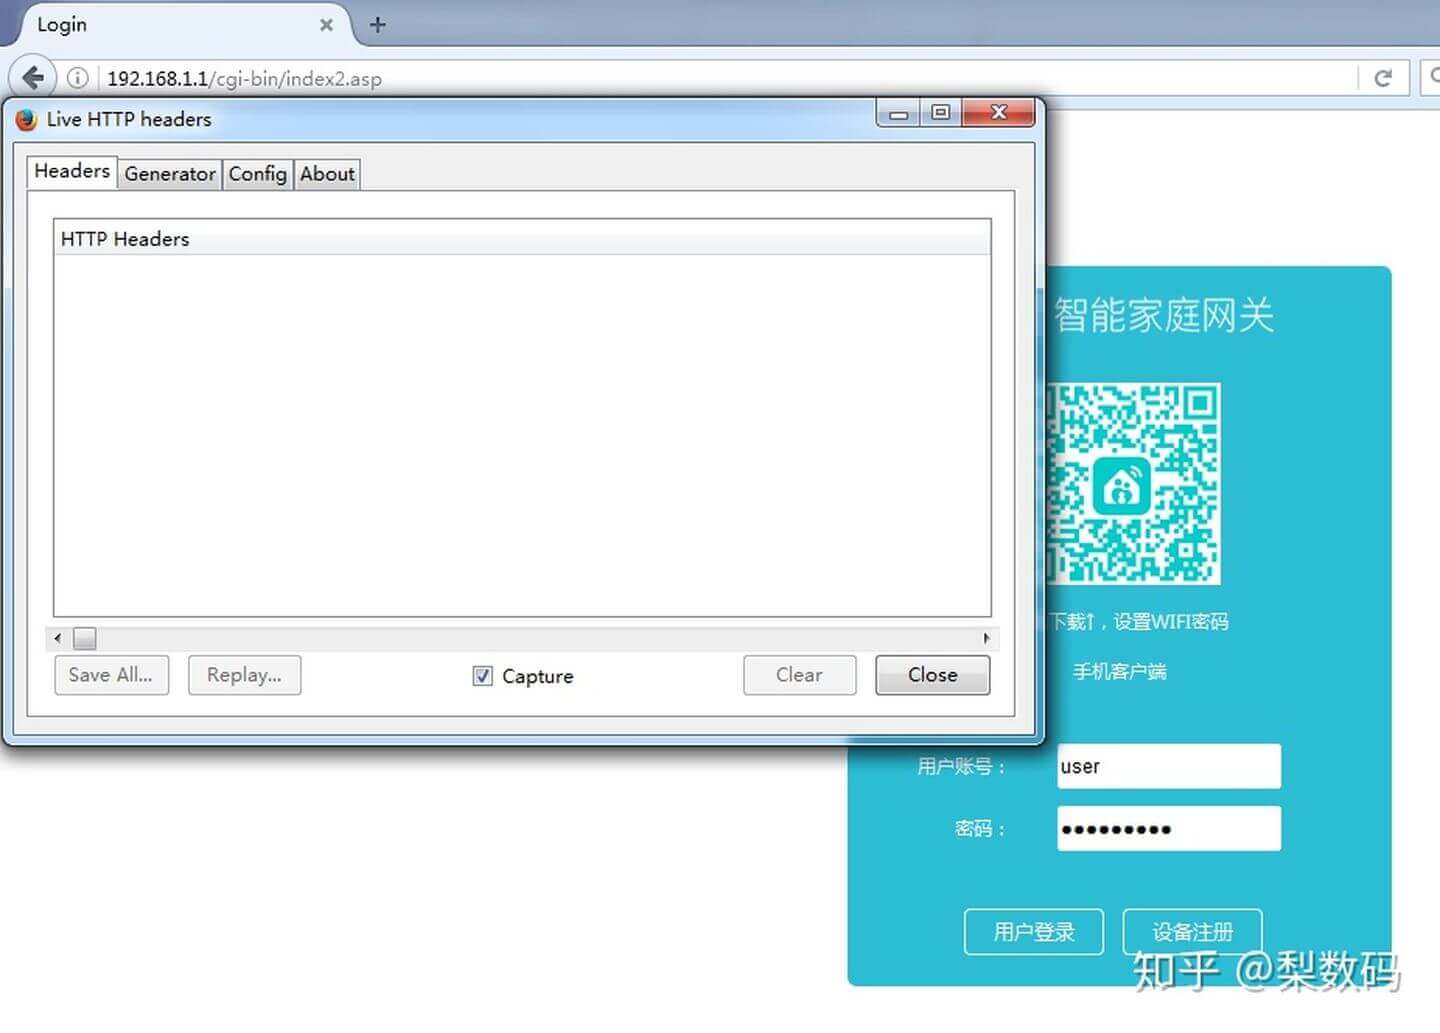 Login
192.168.1.1/cgi-bin/index2.asp
Live HTTP headers
Headers Generator Config About
HTTP Headers
智能家庭网关
下载↑，设置WIFI密码
手机客户端
Save All... Replay... Capture Clear Close
用户账号： user
密码：
用户登录 设备注册
知乎 @梨数码